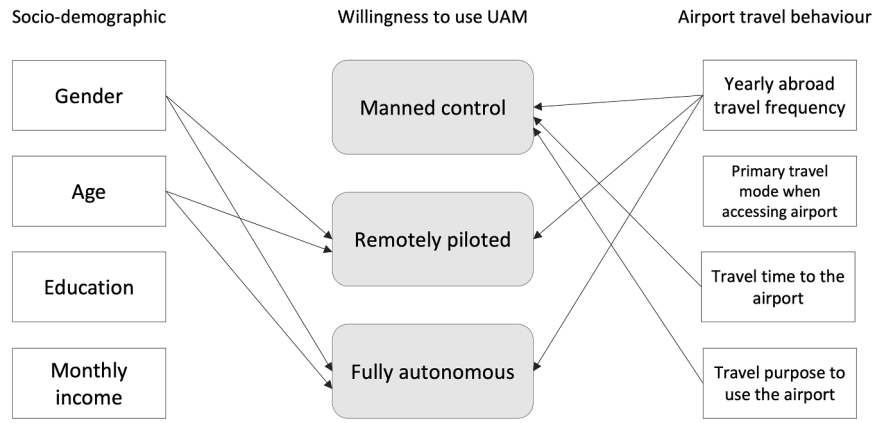 Socio-demographic
Willingness to use UAM
Airport travel behaviour
Gender
Age
Education
Monthly
income
Manned control
Remotely piloted
Fully autonomous
Yearly abroad
travel frequency
Primary travel
mode when
accessing airport
Travel time to the
airport
Travel purpose to
use the airport